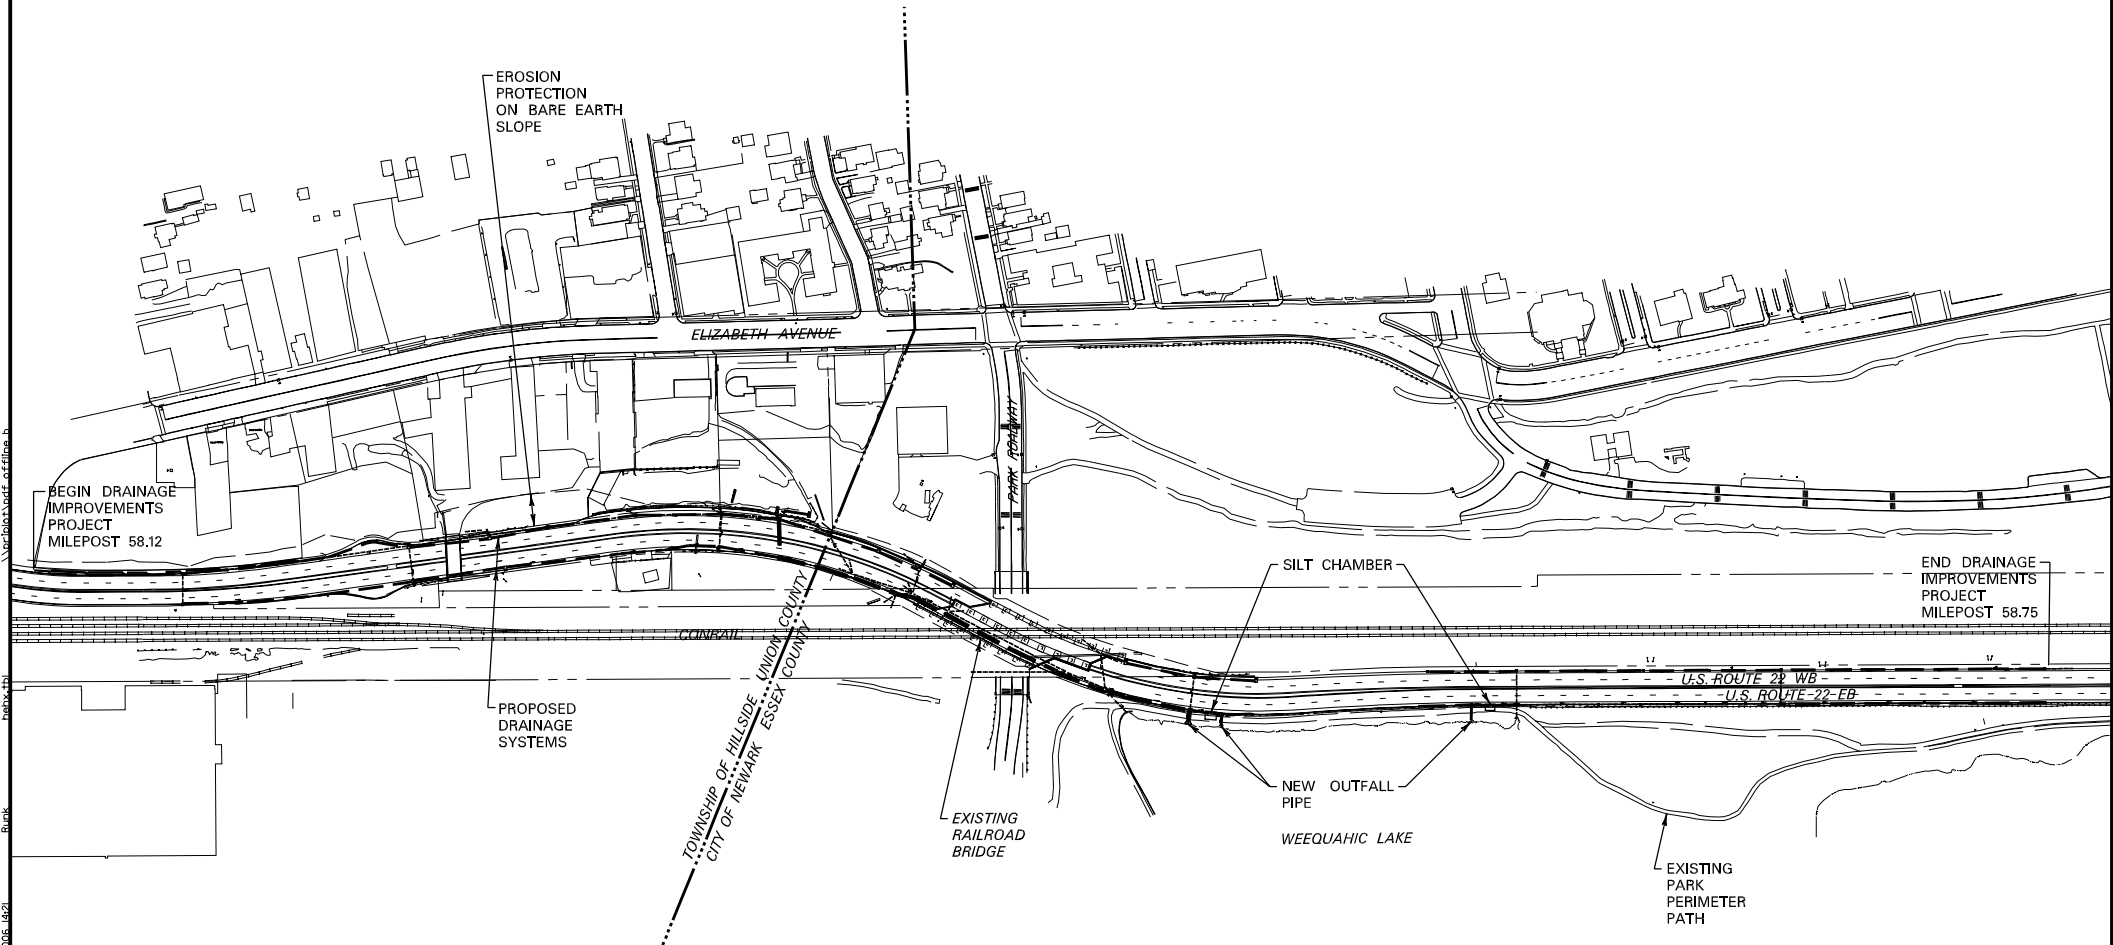 EROSION
PROTECTION
ON BARE EARTH
SLOPE
ELIZABETH AVENUE
PARK ROADWAY
BEGIN DRAINAGE
IMPROVEMENTS
PROJECT
MILEPOST 58.12
SILT CHAMBER
END DRAINAGE
IMPROVEMENTS
PROJECT
MILEPOST 58.75
CONRAIL
TOWNSHIP OF HILLSIDE UNION COUNTY
CITY OF NEWARK ESSEX COUNTY
U.S. ROUTE 22 WB
U.S. ROUTE 22 EB
PROPOSED
DRAINAGE
SYSTEMS
NEW OUTFALL
PIPE
EXISTING
RAILROAD
BRIDGE
WEEQUAHIC LAKE
EXISTING
PARK
PERIMETER
PATH
Runk